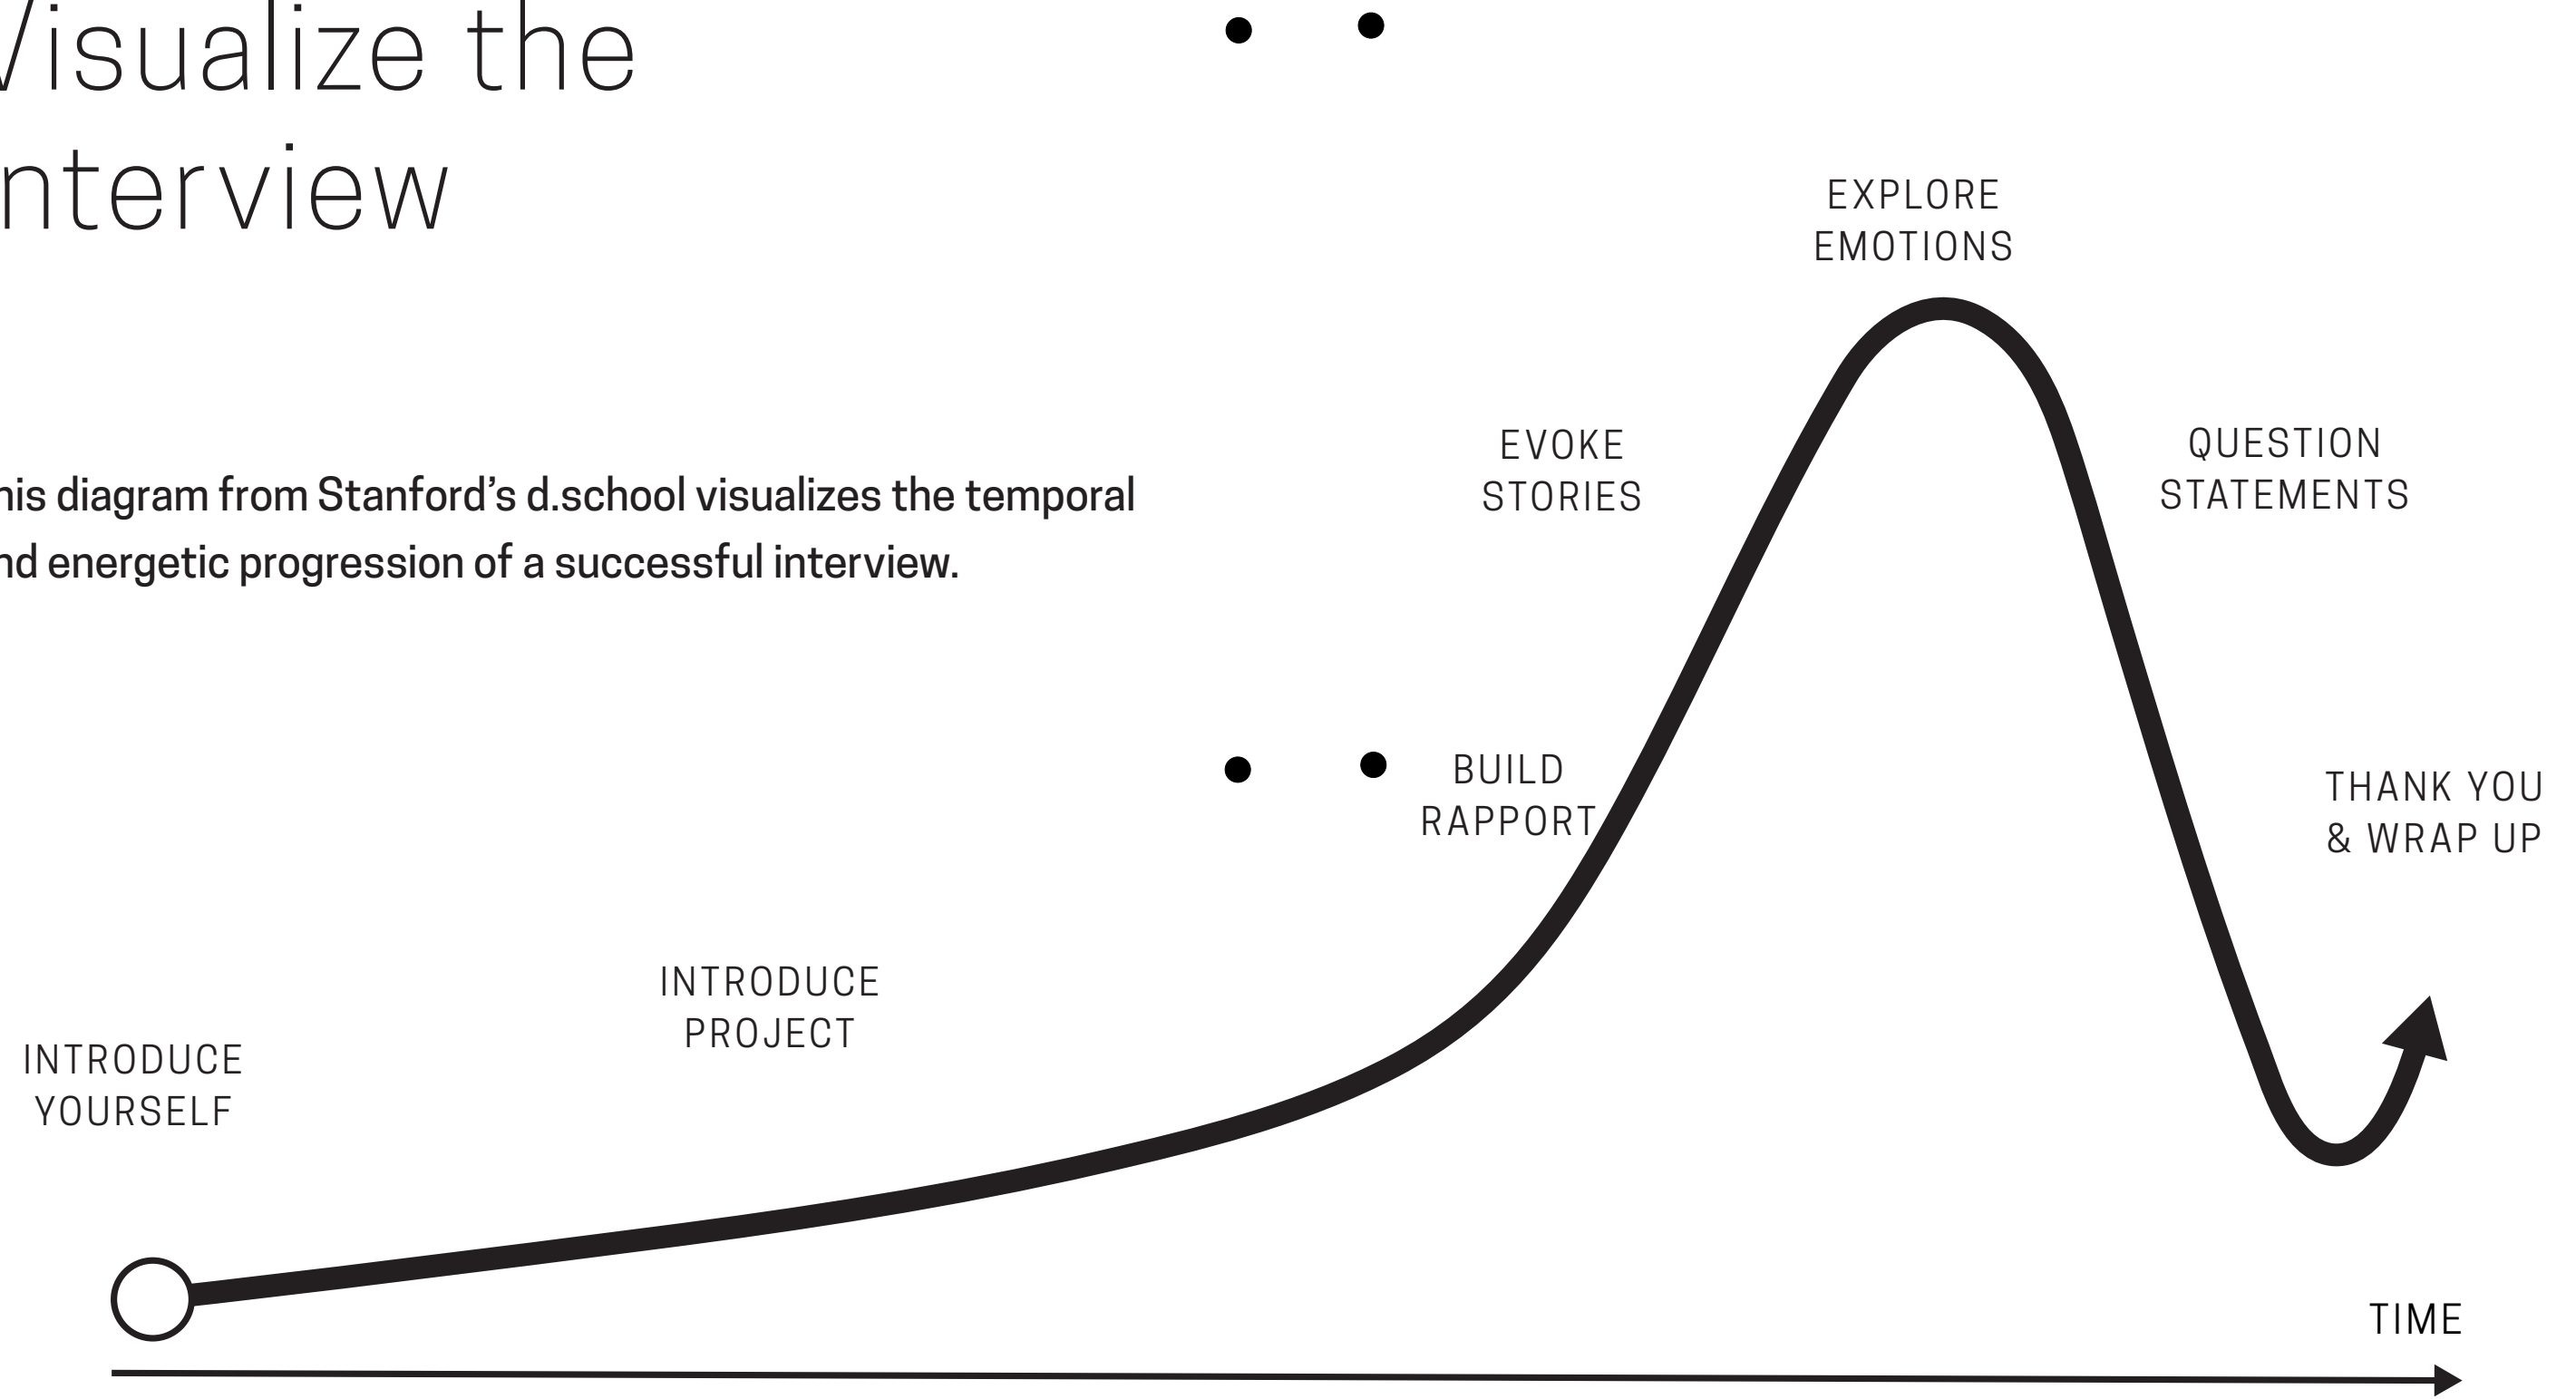 Visualize the
nterview
his diagram from Stanford’s d.school visualizes the temporal
nd energetic progression of a successful interview.
EXPLORE
EMOTIONS
EVOKE
STORIES
QUESTION
STATEMENTS
BUILD
RAPPORT
THANK YOU
& WRAP UP
INTRODUCE
PROJECT
INTRODUCE
YOURSELF
TIME